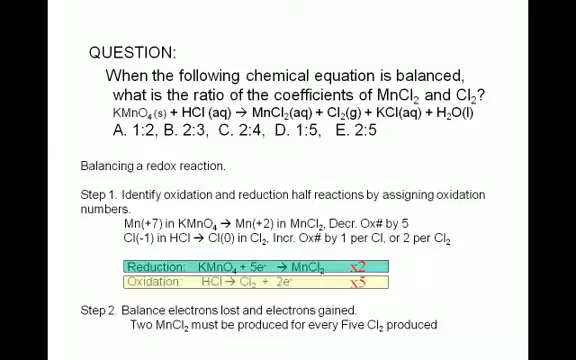 QUESTION:
When the following chemical equation is balanced,
what is the ratio of the coefficients of MnCl₂ and Cl₂?
KMnO₄(s) + HCl (aq) → MnCl₂(aq) + Cl₂(g) + KCl(aq) + H₂O(l)
A. 1:2, B. 2:3, C. 2:4, D. 1:5, E. 2:5
Balancing a redox reaction.
Step 1. Identify oxidation and reduction half reactions by assigning oxidation
numbers.
Mn(+7) in KMnO₄ → Mn(+2) in MnCl₂, Decr. Ox# by 5
Cl(-1) in HCl → Cl(0) in Cl₂, Incr. Ox# by 1 per Cl, or 2 per Cl₂
Reduction: KMnO₄ + 5e⁻ → MnCl₂ x2
Oxidation: HCl → Cl₂ + 2e⁻ x5
Step 2. Balance electrons lost and electrons gained.
Two MnCl₂ must be produced for every Five Cl₂ produced